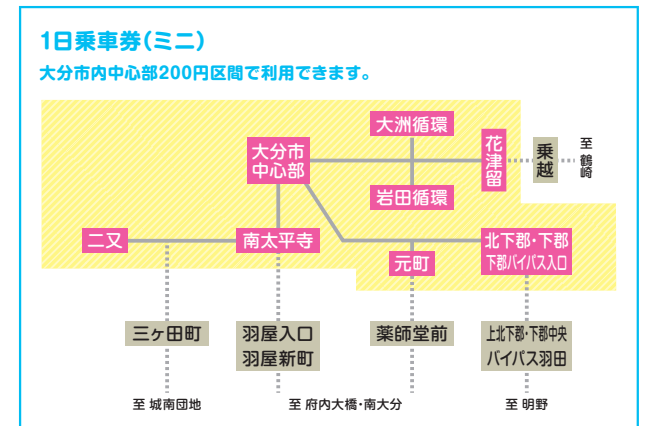 1日乗車券(ミニ)
大分市内中心部200円区間で利用できます。
大洲循環
大分市
中心部
花津留
乗越
至 鶴崎
岩田循環
二又
南太平寺
元町
北下郡・下郡
下郡バイパス入口
三ヶ田町
羽屋入口
羽屋新町
薬師堂前
上北下郡・下郡中央
バイパス羽田
至 城南団地
至 府内大橋・南大分
至 明野